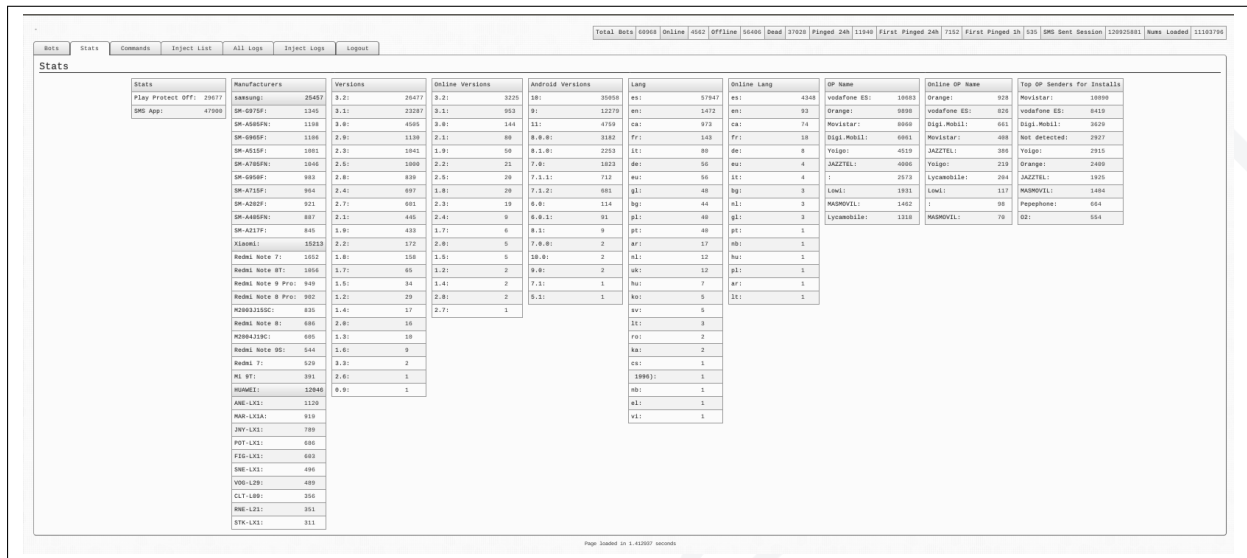 Total Bots 60968 Online 4562 Offline 56406 Dead 37828 Pinged 24h 11940 First Pinged 24h 7152 First Pinged 1h 535 SMS Sent Session 120925881 Nums Loaded 11103706
Bots Stats Commands Inject List All Logs Inject Logs Logout
Stats
Stats
Play Protect Off: 29677
SMS App: 47980
Manufacturers
samsung: 25457
SM-G975F: 1345
SM-A505FN: 1188
SM-G965F: 1106
SM-A515F: 1081
SM-A705FN: 1046
SM-G950F: 983
SM-A715F: 964
SM-A202F: 921
SM-A405FN: 887
SM-A217F: 845
Xiaomi: 15213
Redmi Note 7: 1652
Redmi Note 8T: 1056
Redmi Note 9 Pro: 949
Redmi Note 8 Pro: 902
M2003J15SC: 835
Redmi Note 8: 686
M2004J19C: 605
Redmi Note 9S: 544
Redmi 7: 529
Mi 9T: 391
HUAWEI: 12046
ANE-LX1: 1120
MAR-LX1A: 919
JNY-LX1: 789
POT-LX1: 686
FIG-LX1: 603
SNE-LX1: 496
VOG-L29: 489
CLT-L09: 356
RNE-L21: 351
STK-LX1: 311
Versions
3.2: 26477
3.1: 23287
3.0: 4505
2.9: 1130
2.3: 1041
2.5: 1000
2.8: 830
2.4: 697
2.7: 601
2.1: 445
1.9: 433
2.2: 172
1.8: 158
1.7: 65
1.5: 34
1.2: 29
1.4: 17
2.0: 16
1.3: 10
1.6: 9
3.3: 2
2.6: 1
0.9: 1
Online Versions
3.2: 3225
3.1: 953
3.0: 144
2.1: 80
1.9: 50
2.2: 21
2.5: 20
1.8: 20
2.3: 19
2.4: 9
1.7: 6
2.0: 5
1.5: 5
1.2: 2
1.4: 2
2.8: 2
2.7: 1
Android Versions
10: 35050
9: 12279
11: 4759
8.0.0: 3182
8.1.0: 2253
7.0: 1823
7.1.1: 712
7.1.2: 681
6.0: 114
6.0.1: 91
8.1: 9
7.0.0: 2
10.0: 2
9.0: 2
7.1: 1
5.1: 1
Lang
es: 57947
en: 1472
ca: 973
fr: 143
it: 80
de: 56
eu: 56
gl: 48
bg: 44
pl: 40
pt: 40
ar: 17
nl: 12
uk: 12
hu: 7
ko: 5
sv: 5
lt: 3
ro: 2
ka: 2
cs: 1
1996): 1
nb: 1
el: 1
vi: 1
Online Lang
es: 4348
en: 93
ca: 74
fr: 10
de: 8
eu: 4
it: 4
bg: 3
nl: 3
gl: 3
pt: 1
nb: 1
hu: 1
pl: 1
ar: 1
lt: 1
OP Name
vodafone ES: 10683
Orange: 9898
Movistar: 8060
Digi.Mobil: 6061
Yoigo: 4519
JAZZTEL: 4006
: 2573
Lowi: 1931
MASMOVIL: 1462
Lycamobile: 1318
Online OP Name
Orange: 928
vodafone ES: 826
Digi.Mobil: 661
Movistar: 408
JAZZTEL: 386
Yoigo: 219
Lycamobile: 204
Lowi: 117
: 90
MASMOVIL: 70
Top OP Senders for Installs
Movistar: 10890
vodafone ES: 8419
Digi.Mobil: 3629
Not detected: 2927
Yoigo: 2915
Orange: 2409
JAZZTEL: 1925
MASMOVIL: 1404
Pepephone: 664
O2: 554
Page loaded in 1.412037 seconds